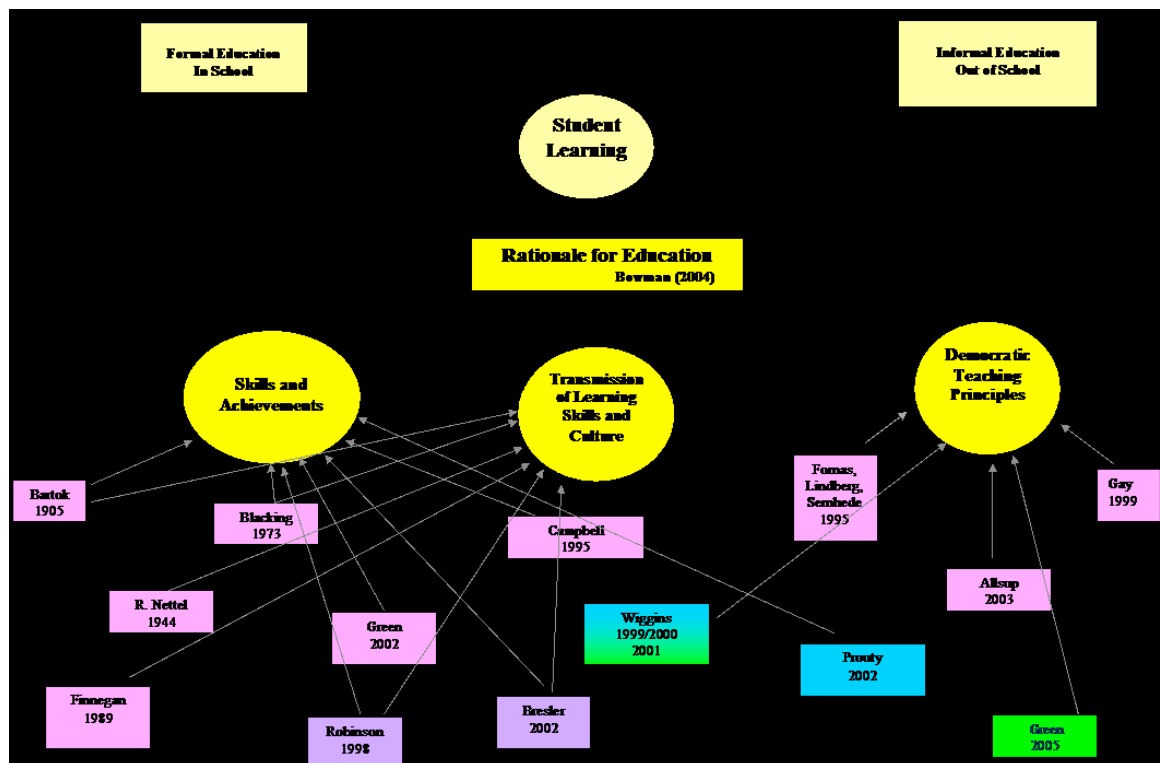 Formal Education
In School
Informal Education
Out of School
Student
Learning
Rationale for Education
Bowman (2004)
Skills and
Achievements
Transmission
of Learning
Skills and
Culture
Democratic
Teaching
Principles
Bartok
1905
Blacking
1973
Campbell
1995
Fornas,
Lindberg,
Sernhede
1995
Gay
1999
R. Nettel
1944
Green
2002
Wiggins
1999/2000
2001
Allsup
2003
Prouty
2002
Finnegan
1989
Robinson
1998
Bresler
2002
Green
2005